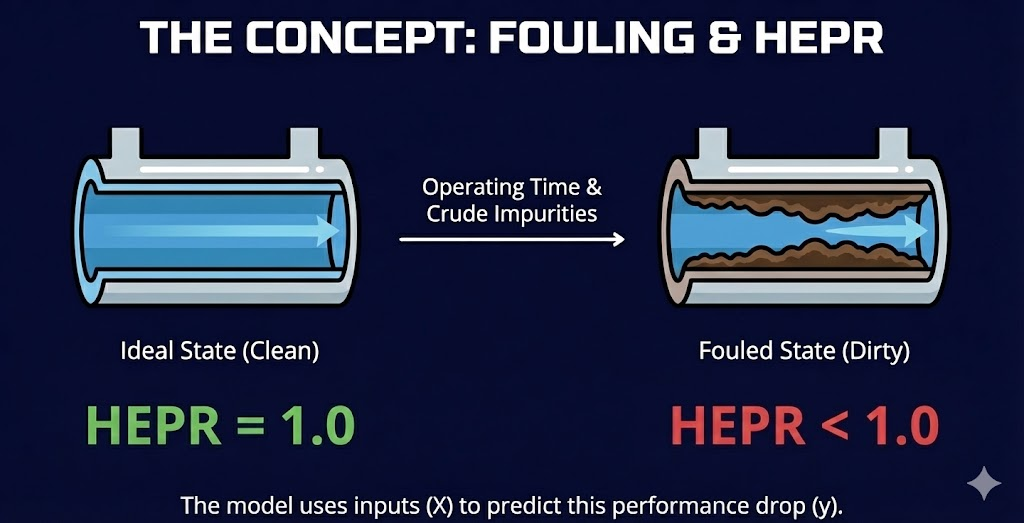 THE CONCEPT: FOULING & HEPR
Operating Time &
Crude Impurities
Ideal State (Clean)
Fouled State (Dirty)
HEPR = 1.0
HEPR < 1.0
The model uses inputs (X) to predict this performance drop (y).